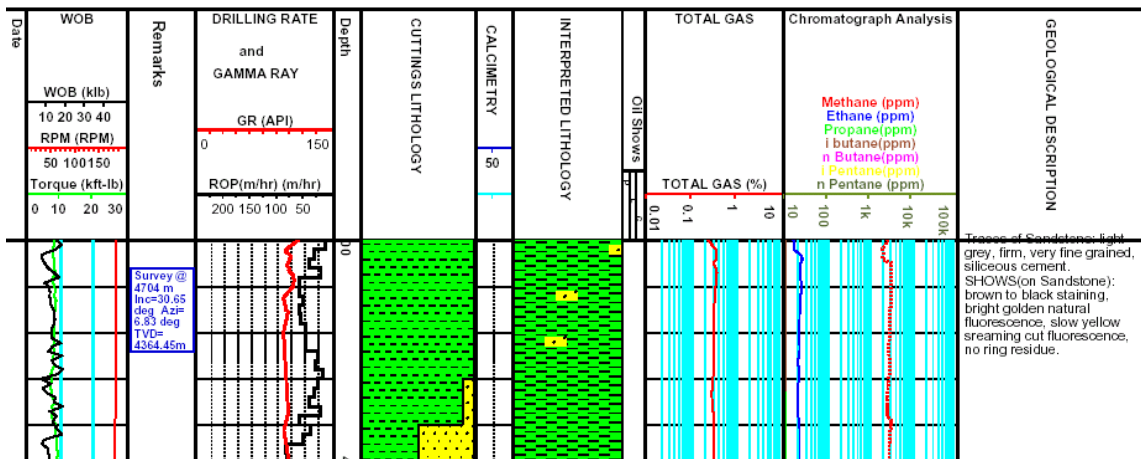 Date
WOB
WOB (klb)
10 20 30 40
RPM (RPM)
50 100 150
Torque (kft-lb)
0 10 20 30
Remarks
DRILLING RATE
and
GAMMA RAY
GR (API)
0 150
ROP(m/hr) (m/hr)
200 150 100 50
Depth
CUTTINGS LITHOLOGY
CALCIMETRY
50
INTERPRETED LITHOLOGY
Oil Shows
TOTAL GAS
TOTAL GAS (%)
0.01 0.1 1 10
Chromatograph Analysis
Methane (ppm)
Ethane (ppm)
Propane(ppm)
i butane(ppm)
n Butane(ppm)
i Pentane(ppm)
n Pentane (ppm)
10 100 1k 10k 100k
GEOLOGICAL DESCRIPTION
Survey @
4704 m
Inc=30.65
deg Azi=
6.83 deg
TVD=
4364.45m
Traces of Sandstone: light
grey, firm, very fine grained,
siliceous cement.
SHOWS(on Sandstone):
brown to black staining,
bright golden natural
fluorescence, slow yellow
sreaming cut fluorescence,
no ring residue.